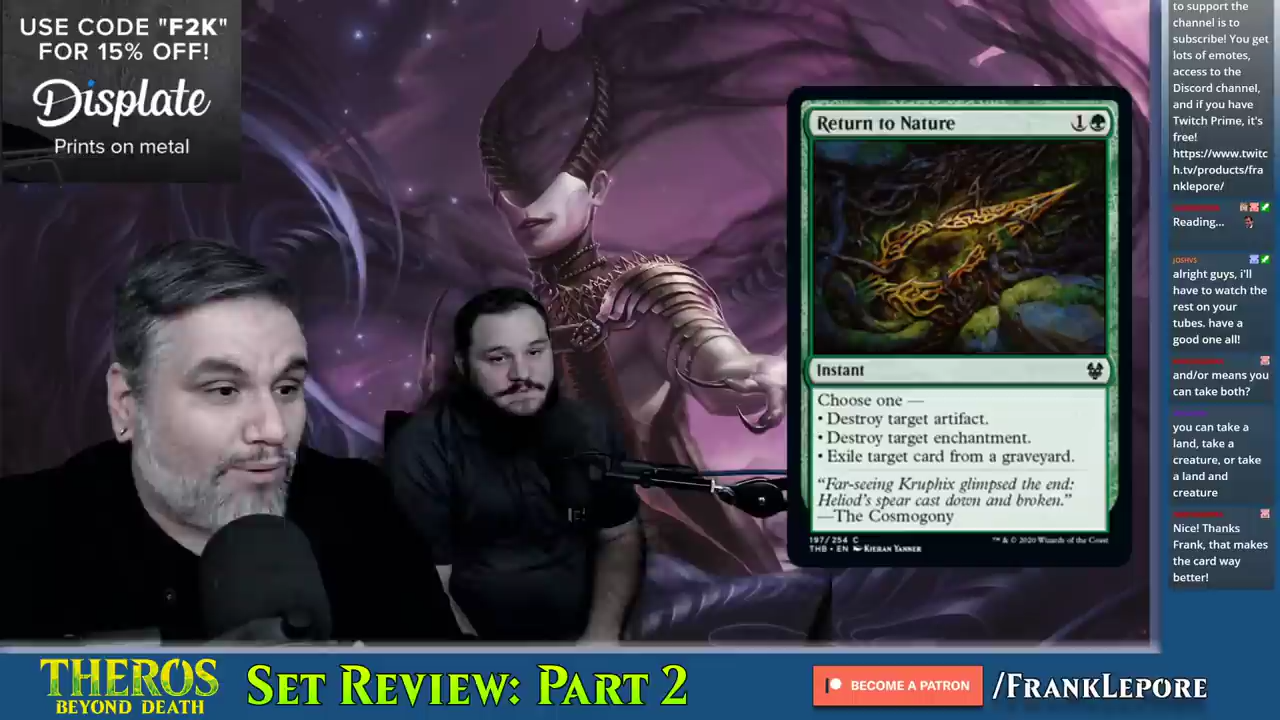 USE CODE "F2K"
FOR 15% OFF!
Displate
Prints on metal
Return to Nature
1
Instant
Choose one —
• Destroy target artifact.
• Destroy target enchantment.
• Exile target card from a graveyard.
“Far-seeing Kruphix glimpsed the end:
Heliod’s spear cast down and broken.”
—The Cosmogony
197/254 C
THB • EN KIERAN YANNER
™ & © 2020 Wizards of the Coast
to support the
channel is to
subscribe! You get
lots of emotes,
access to the
Discord channel,
and if you have
Twitch Prime, it's
free!
https://www.twitc
h.tv/products/fra
nklepore/
Reading...
JOSHVS
alright guys, i'll
have to watch the
rest on your
tubes. have a
good one all!
and/or means you
can take both?
you can take a
land, take a
creature, or take
a land and
creature
Nice! Thanks
Frank, that makes
the card way
better!
THEROS
BEYOND DEATH
SET REVIEW: PART 2
BECOME A PATRON
/FRANKLEPORE